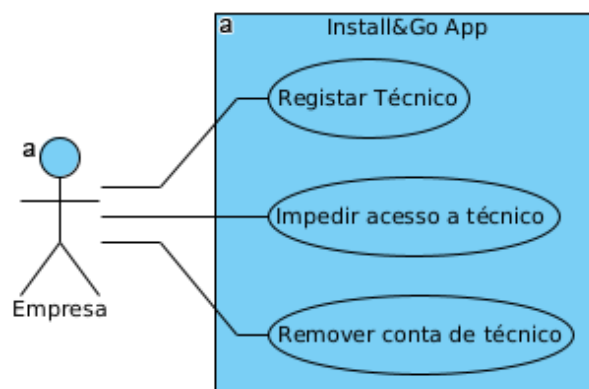 a
Install&Go App
Registar Técnico
a
Impedir acesso a técnico
Empresa
Remover conta de técnico